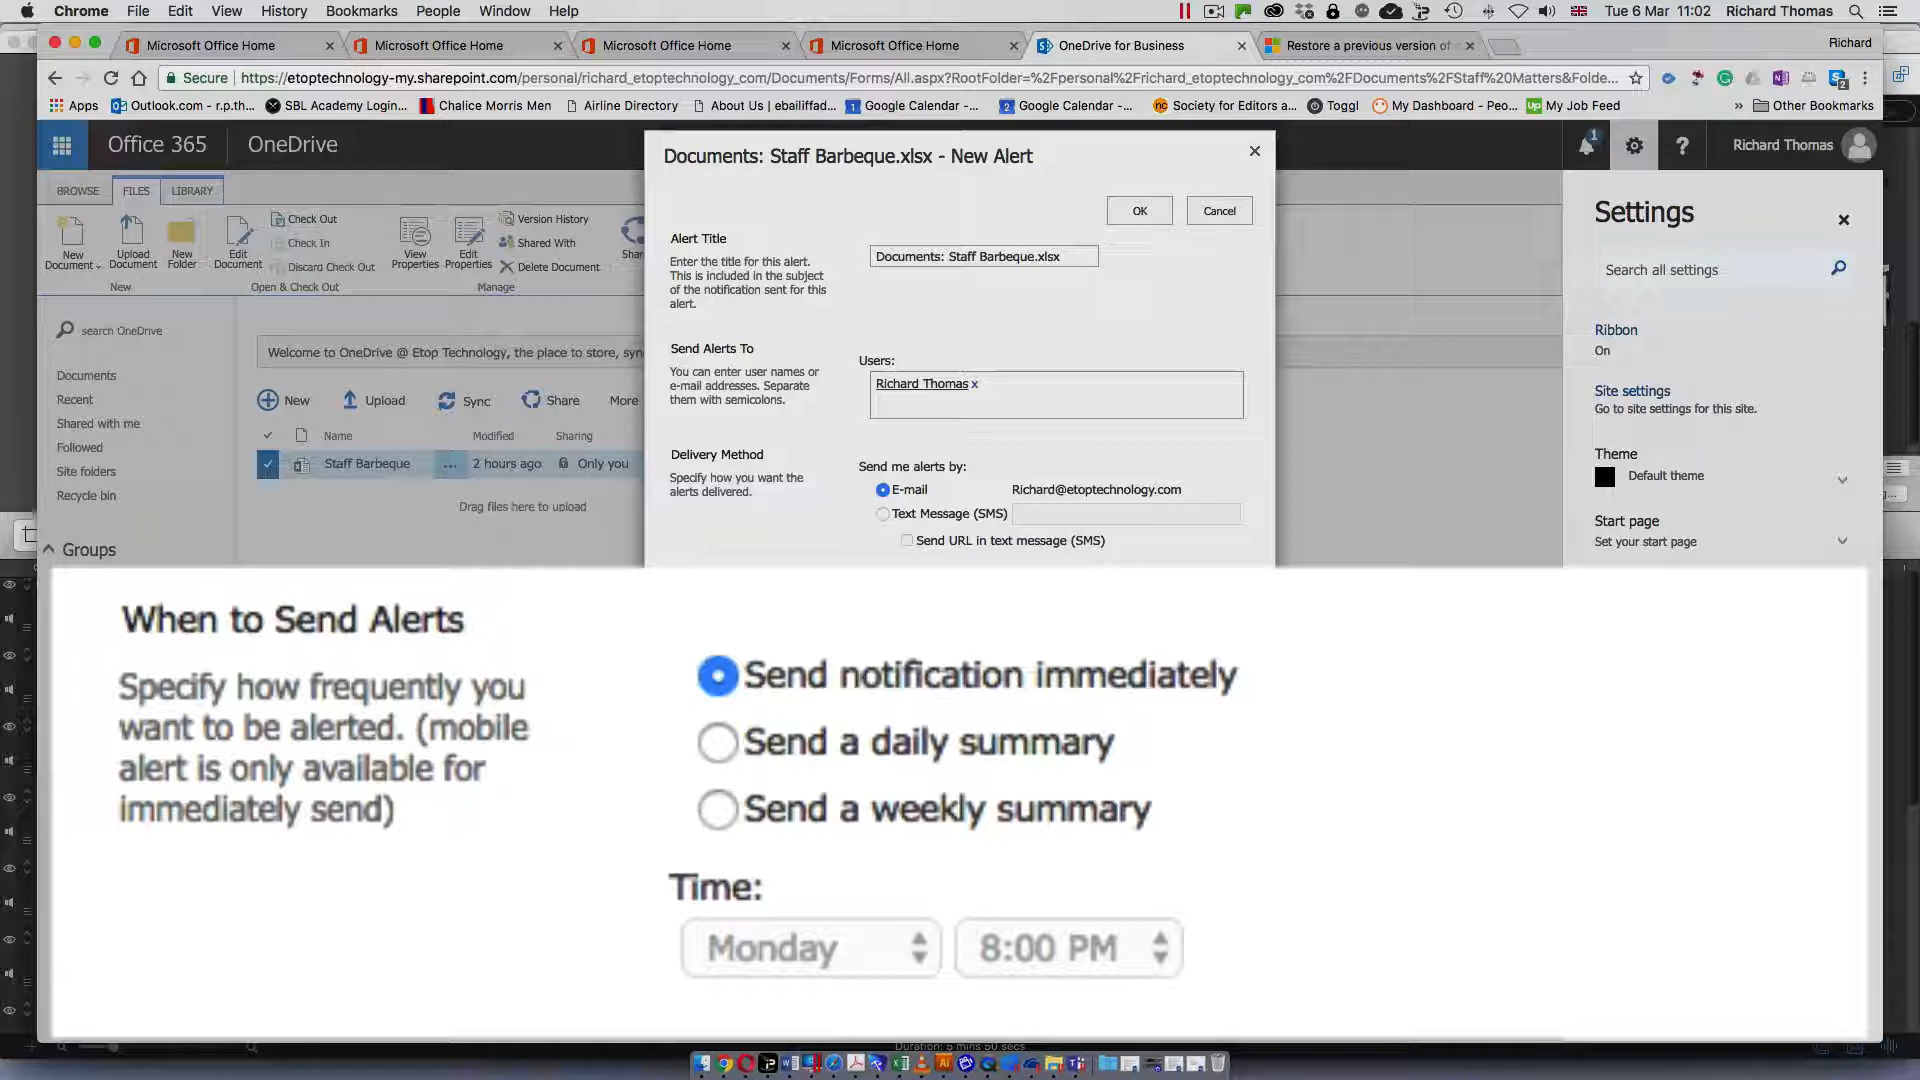 Chrome File Edit View History Bookmarks People Window Help Tue 6 Mar 11:02 Richard Thomas
Microsoft Office Home Microsoft Office Home Microsoft Office Home Microsoft Office Home OneDrive for Business Restore a previous version of Richard
Secure https://etoptechnology-my.sharepoint.com/personal/richard_etoptechnology_com/Documents/Forms/All.aspx?RootFolder=%2Fpersonal%2Frichard_etoptechnology_com%2FDocuments%2FStaff%20Matters&Folde...
Apps Outlook.com - r.p.th... SBL Academy Login... Chalice Morris Men Airline Directory About Us | ebailiffad... Google Calendar -... Google Calendar -... Society for Editors a... Toggl My Dashboard - Peo... My Job Feed » Other Bookmarks
Office 365 OneDrive 1 ? Richard Thomas
Documents: Staff Barbeque.xlsx - New Alert
BROWSE FILES LIBRARY
New Document Upload Document New Folder
New
Edit Document Check Out Check In Discard Check Out
Open & Check Out
View Properties Edit Properties Version History Shared With Delete Document
Manage
Shar
OK Cancel
Alert Title
Enter the title for this alert.
This is included in the subject
of the notification sent for this
alert.
Documents: Staff Barbeque.xlsx
Send Alerts To
You can enter user names or
e-mail addresses. Separate
them with semicolons.
Users:
Richard Thomas x
Delivery Method
Specify how you want the
alerts delivered.
Send me alerts by:
E-mail Richard@etoptechnology.com
Text Message (SMS)
Send URL in text message (SMS)
search OneDrive
Documents
Recent
Shared with me
Followed
Site folders
Recycle bin
Groups
Welcome to OneDrive @ Etop Technology, the place to store, syn
New Upload Sync Share More
Name Modified Sharing
Staff Barbeque ... 2 hours ago Only you
Drag files here to upload
Settings
Search all settings
Ribbon
On
Site settings
Go to site settings for this site.
Theme
Default theme
Start page
Set your start page
When to Send Alerts
Specify how frequently you
want to be alerted. (mobile
alert is only available for
immediately send)
Send notification immediately
Send a daily summary
Send a weekly summary
Time:
Monday 8:00 PM
Duration: 5 mins 50 secs